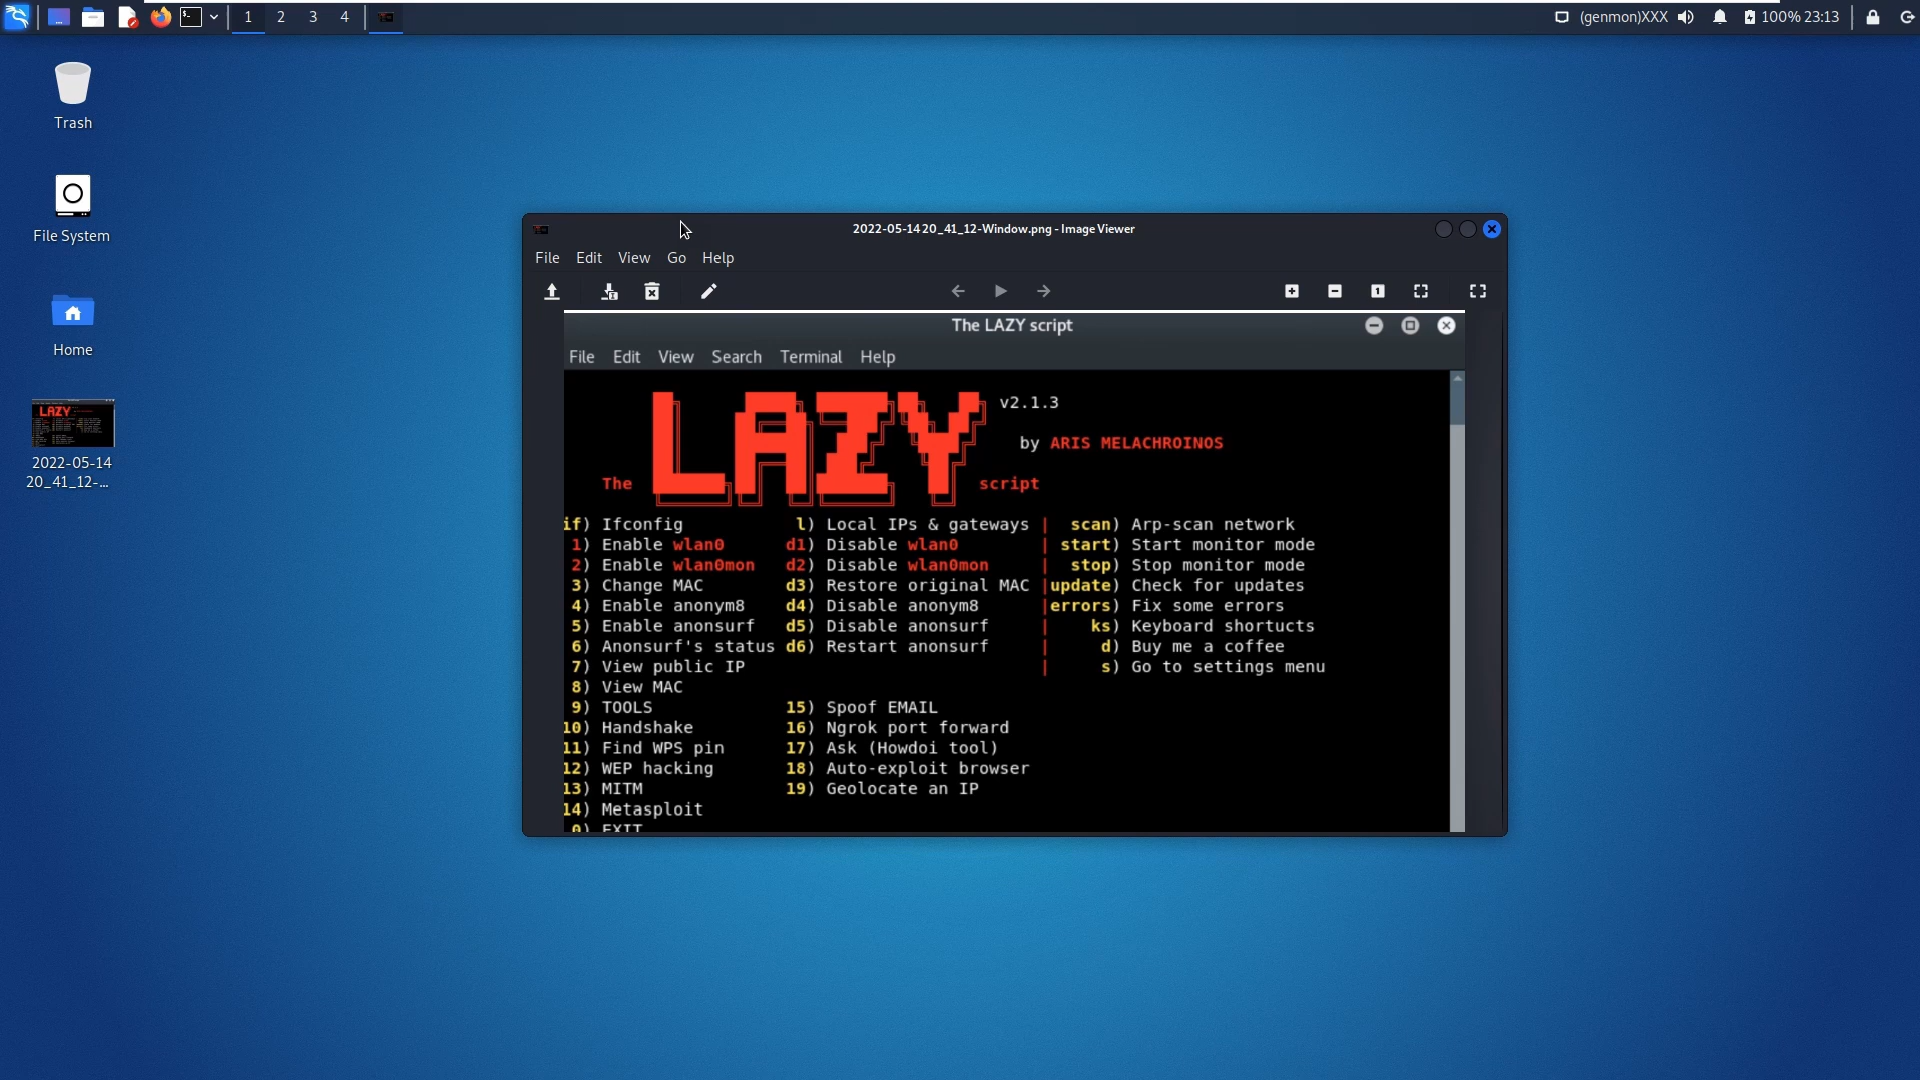 1 2 3 4 (genmon)XXX 100% 23:13
Trash
File System
Home
2022-05-14
20_41_12-...
2022-05-14 20_41_12-Window.png - Image Viewer
File Edit View Go Help
The LAZY script
File Edit View Search Terminal Help
LAZY v2.1.3
by ARIS MELACHROINOS
The script
if) Ifconfig l) Local IPs & gateways | scan) Arp-scan network
1) Enable wlan0 d1) Disable wlan0 | start) Start monitor mode
2) Enable wlan0mon d2) Disable wlan0mon | stop) Stop monitor mode
3) Change MAC d3) Restore original MAC |update) Check for updates
4) Enable anonym8 d4) Disable anonym8 |errors) Fix some errors
5) Enable anonsurf d5) Disable anonsurf | ks) Keyboard shortucts
6) Anonsurf's status d6) Restart anonsurf | d) Buy me a coffee
7) View public IP | s) Go to settings menu
8) View MAC
9) TOOLS 15) Spoof EMAIL
10) Handshake 16) Ngrok port forward
11) Find WPS pin 17) Ask (Howdoi tool)
12) WEP hacking 18) Auto-exploit browser
13) MITM 19) Geolocate an IP
14) Metasploit
0) EXIT